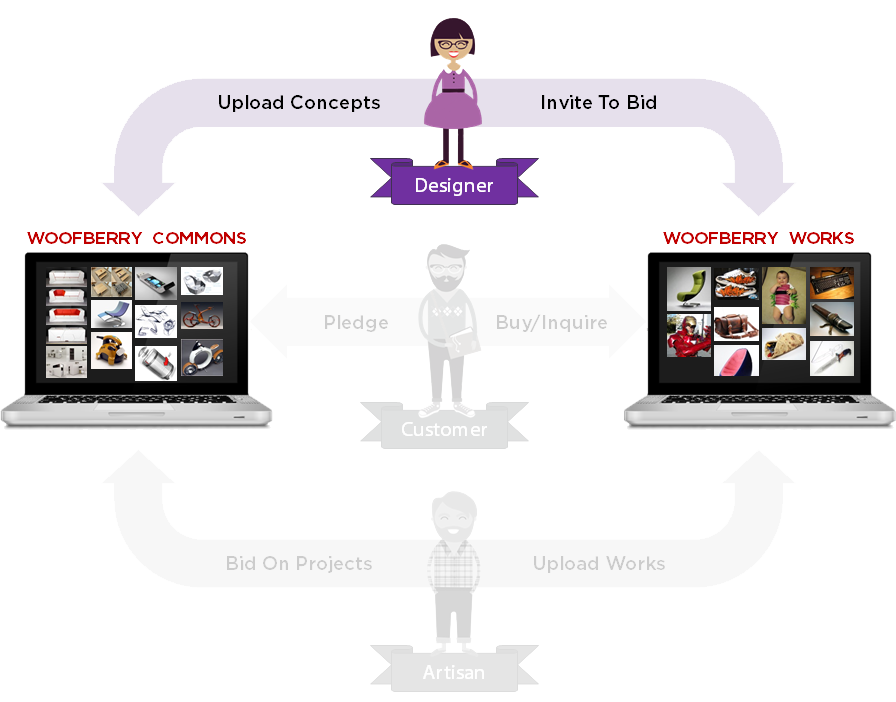 Upload Concepts
Invite To Bid
Designer
WOOFBERRY COMMONS
WOOFBERRY WORKS
Pledge
Buy/Inquire
Customer
Bid On Projects
Upload Works
Artisan